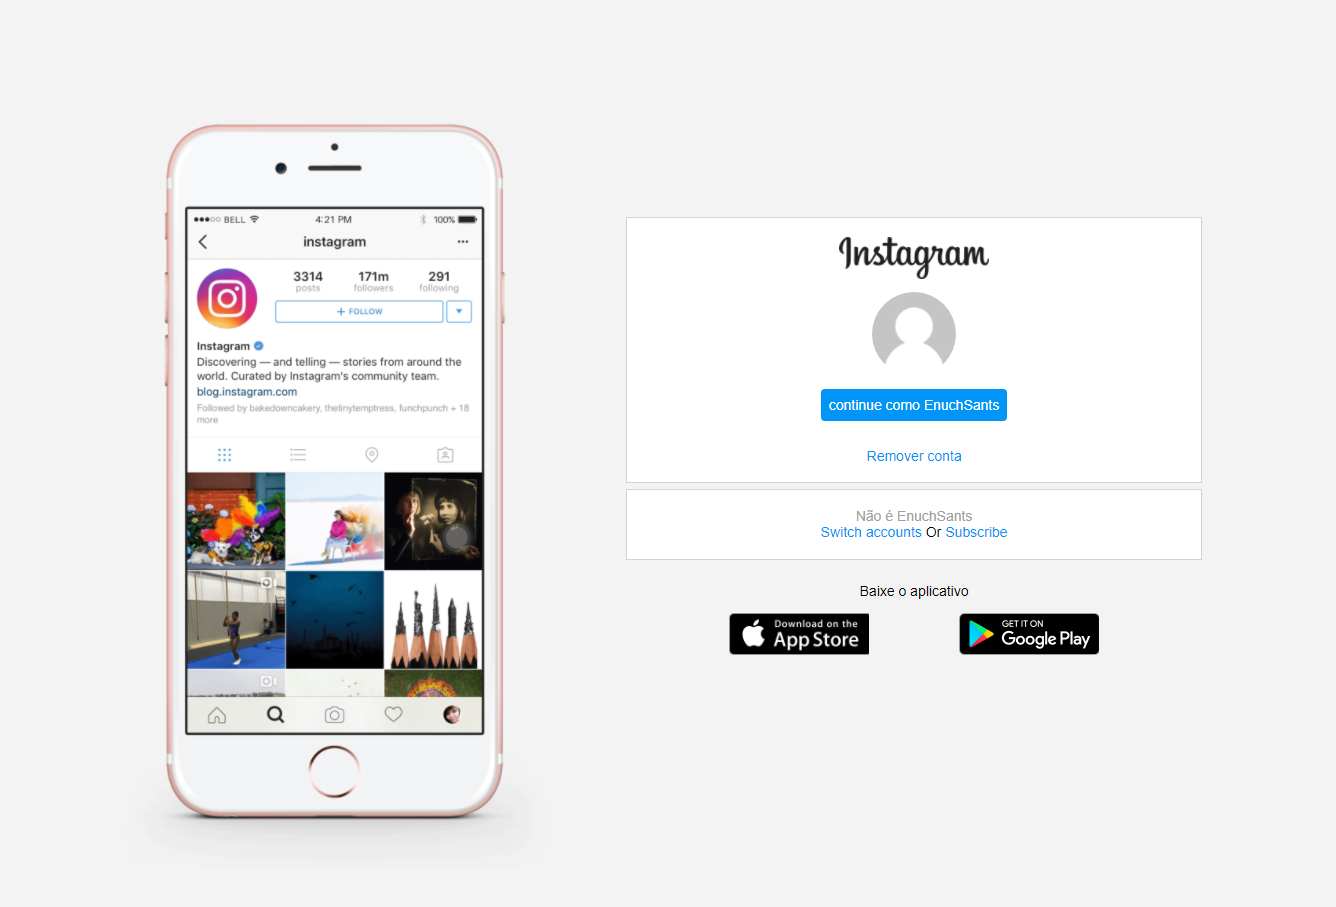 BELL
4:21 PM
100%
instagram
3314
171m
291
posts
followers
following
+ FOLLOW
Instagram
Discovering — and telling — stories from around the
world. Curated by Instagram's community team.
blog.instagram.com
Followed by bakedowncakery, thetinytemptress, funchpunch + 18
more
Instagram
continue como EnuchSants
Remover conta
Não é EnuchSants
Switch accounts Or Subscribe
Baixe o aplicativo
Download on the
App Store
GET IT ON
Google Play